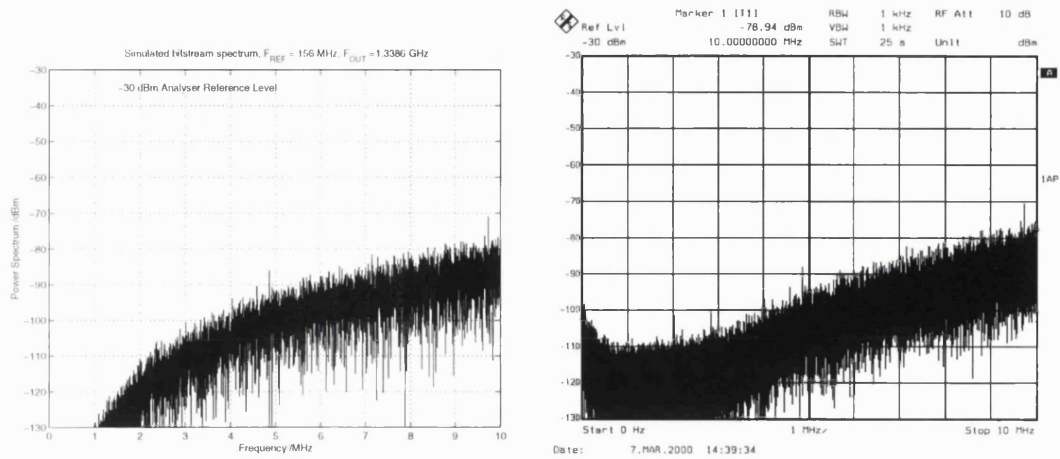 Simulated bitstream spectrum, F_REF = 156 MHz, F_OUT = 1.3386 GHz
-30 dBm Analyser Reference Level
Power Spectrum /dBm
-30
-40
-50
-60
-70
-80
-90
-100
-110
-120
-130
0 1 2 3 4 5 6 7 8 9 10
Frequency /MHz
Marker 1 [T1] RBW 1 kHz RF Att 10 dB
Ref Lvl -78.94 dBm VBW 1 kHz
-30 dBm 10.00000000 MHz SWT 25 s Unit dBm
-30
-40
-50
-60
-70
-80
-90
-100
-110
-120
-130
A
1AP
Start 0 Hz 1 MHz/ Stop 10 MHz
Date: 7.MAR.2000 14:39:34